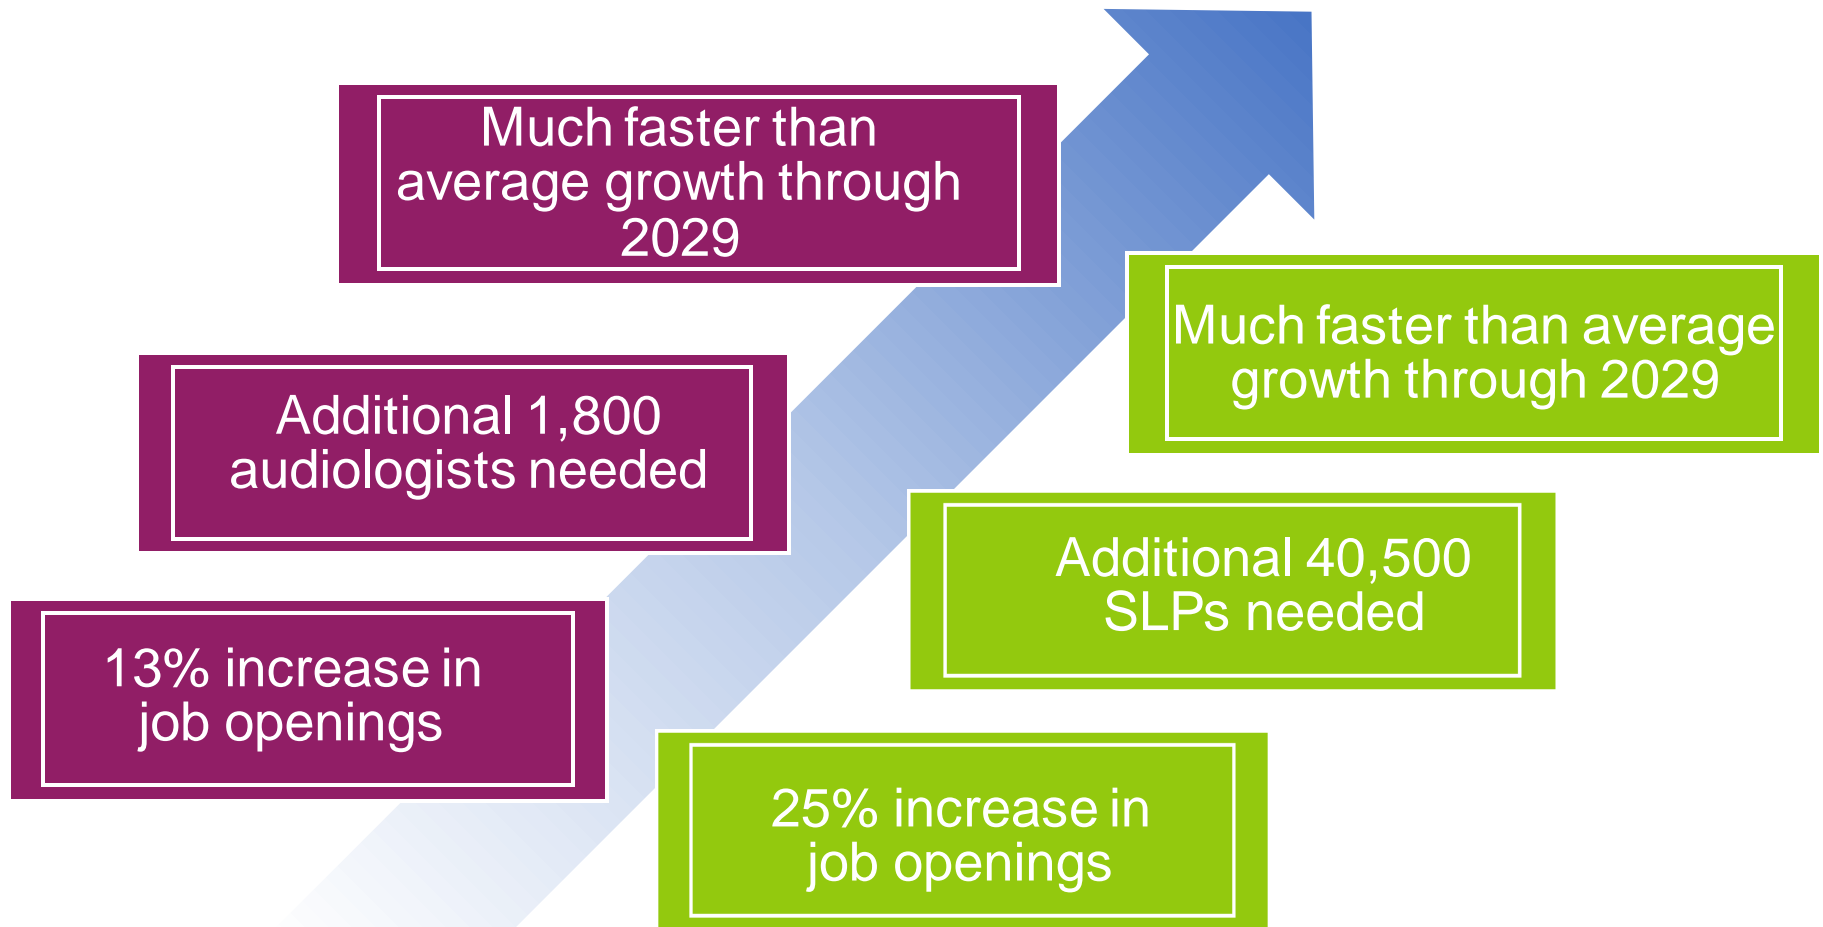 Much faster than
average growth through
2029
Additional 1,800
audiologists needed
13% increase in
job openings
Much faster than average
growth through 2029
Additional 40,500
SLPs needed
25% increase in
job openings